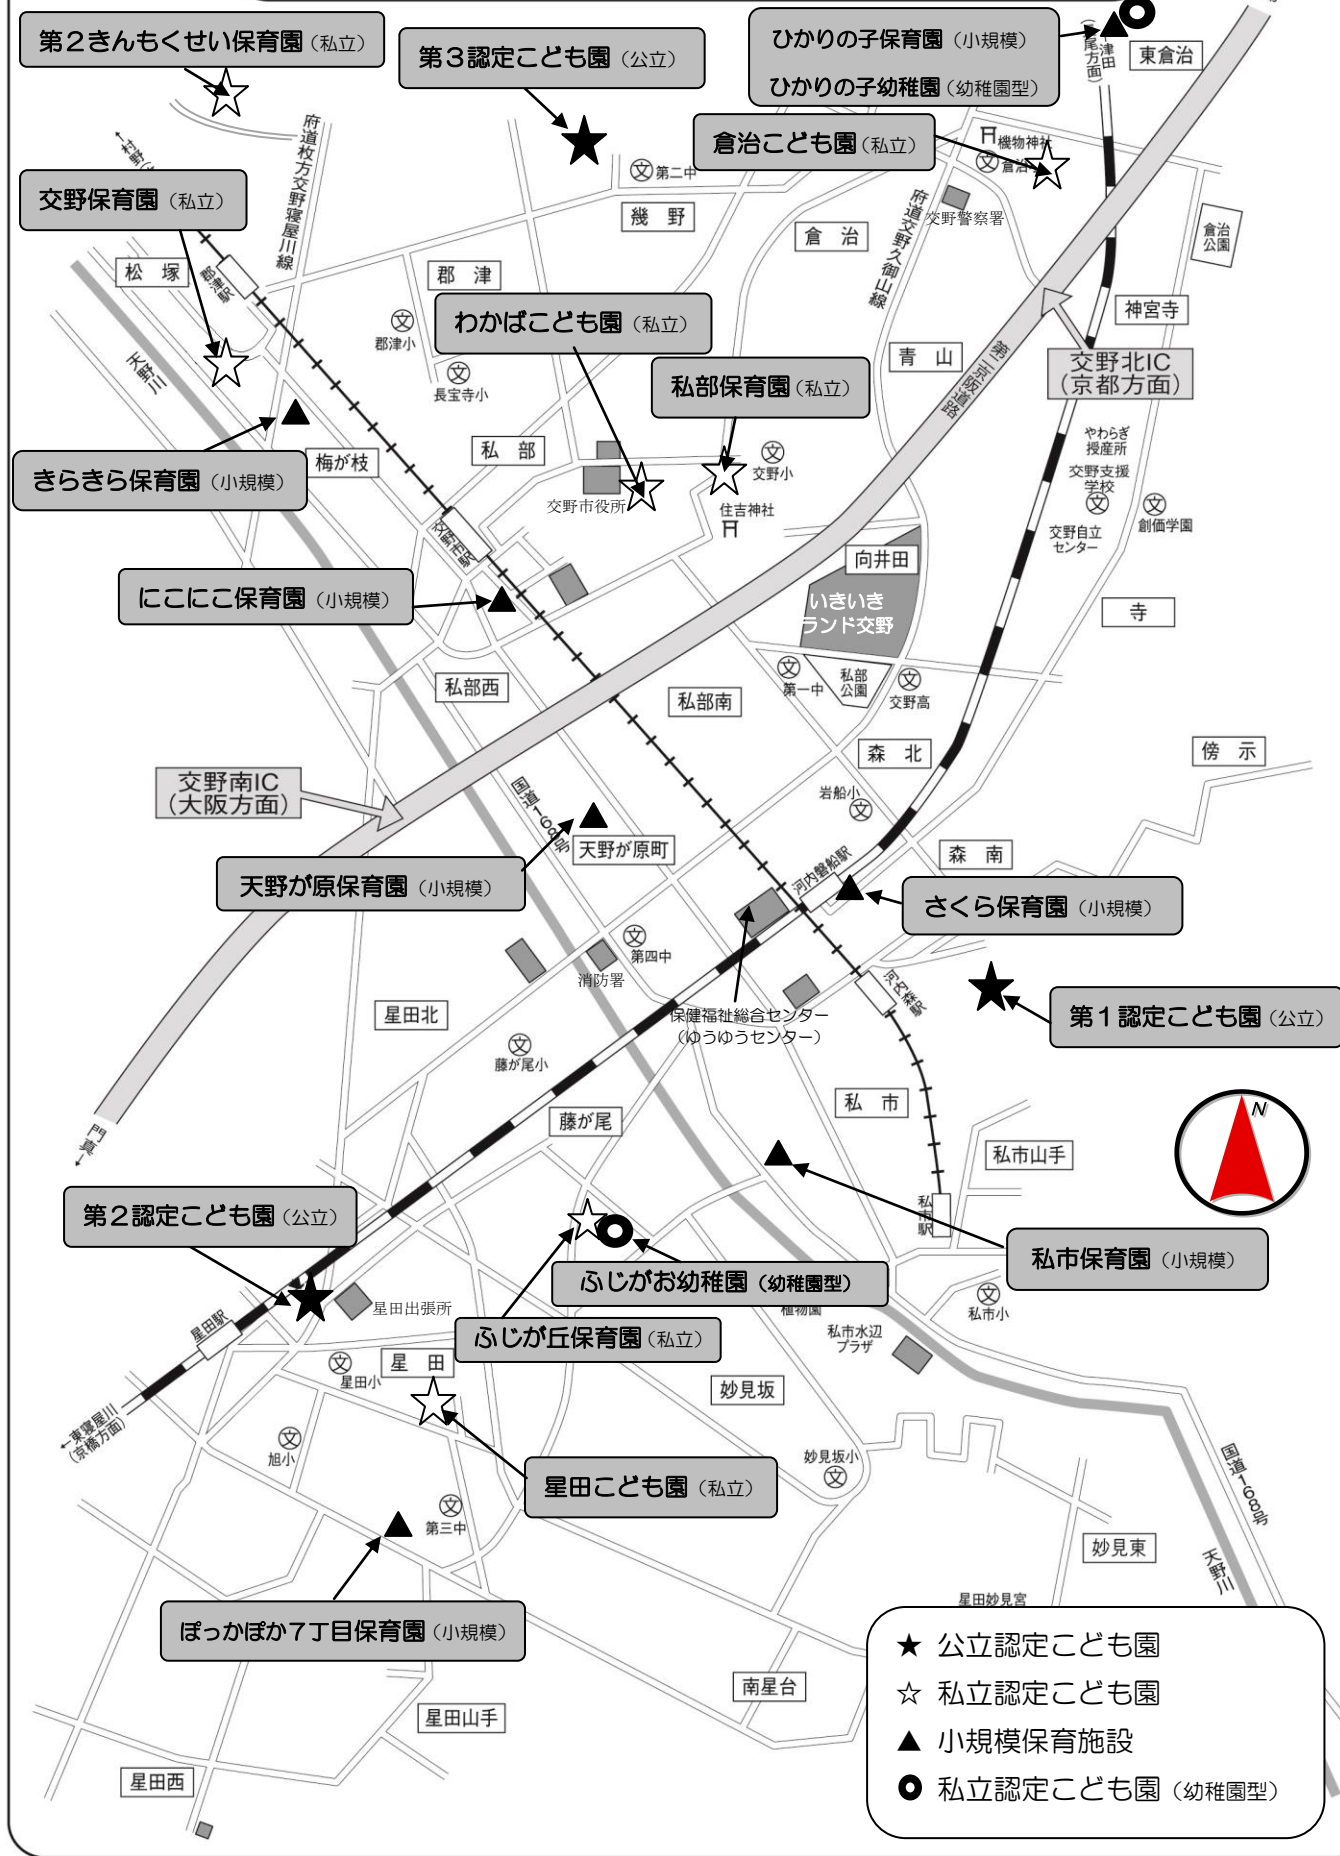 第２きんもくせい保育園（私立）
第３認定こども園（公立）
ひかりの子保育園（小規模）
ひかりの子幼稚園（幼稚園型）
津田
東倉治
倉治こども園（私立）
機物神社
倉治
府道枚方交野寝屋川線
←村野
第二中
交野保育園（私立）
幾　野
倉　治
府道交野久御山線
交野警察署
倉治
公園
松　塚
郡津駅
郡　津
神宮寺
わかばこども園（私立）
郡津小
天野川
青　山
第二京阪道路
交野北IC
（京都方面）
長宝寺小
私部保育園（私立）
きらきら保育園（小規模）
梅が枝
私　部
交野小
やわらぎ
授産所
交野支援
学校
交野市役所
住吉神社
創価学園
交野自立
センター
交野市駅
向井田
にこにこ保育園（小規模）
いきいき
ランド交野
寺
私部西
私部南
第一中
私部
公園
交野高
森　北
傍　示
交野南IC
（大阪方面）
国道168号
岩船小
天野が原町
森　南
天野が原保育園（小規模）
河内磐船駅
さくら保育園（小規模）
第四中
消防署
河内森駅
星田北
保健福祉総合センター
（ゆうゆうセンター）
第１認定こども園（公立）
藤が尾小
私　市
藤が尾
N
門真→
私市山手
第２認定こども園（公立）
私市駅
私市保育園（小規模）
ふじがお幼稚園（幼稚園型）
植物園
私市小
星田出張所
星田駅
ふじが丘保育園（私立）
私市水辺
プラザ
星田小
星　田
妙見坂
←東寝屋川
（京橋方面）
旭小
妙見坂小
国道168号
星田こども園（私立）
第三中
妙見東
天野川
ぽっかぽか７丁目保育園（小規模）
星田妙見宮
★　公立認定こども園
☆　私立認定こども園
▲　小規模保育施設
私立認定こども園（幼稚園型）
南星台
星田山手
星田西